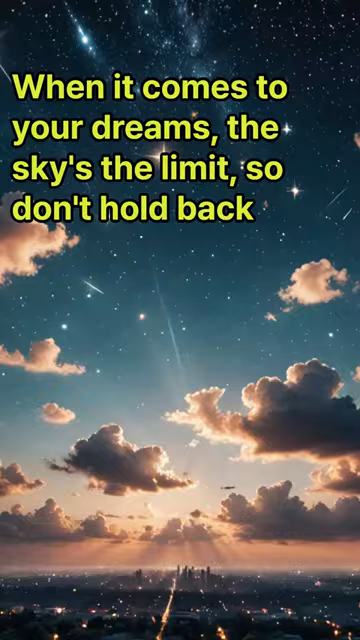 When it comes to
your dreams, the
sky's the limit, so
don't hold back